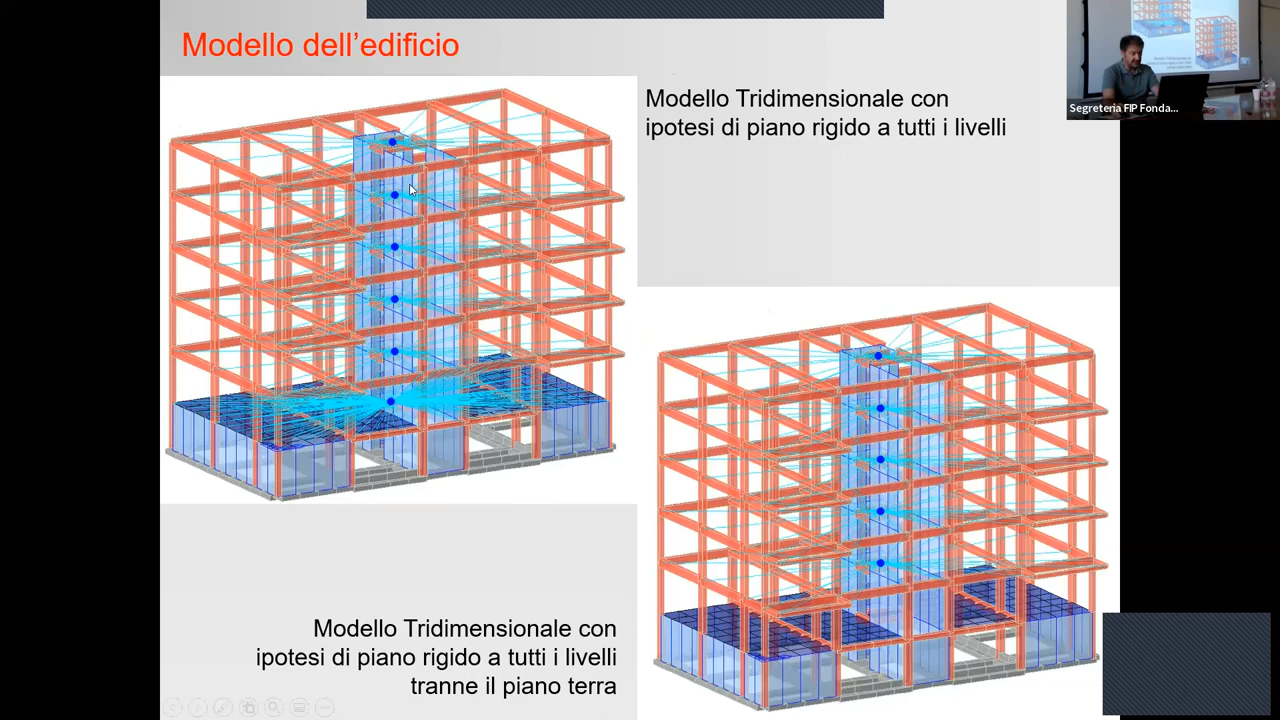 Modello dell'edificio
Segreteria FIP Fonda...
Modello Tridimensionale con
ipotesi di piano rigido a tutti i livelli
Modello Tridimensionale con
ipotesi di piano rigido a tutti i livelli
tranne il piano terra